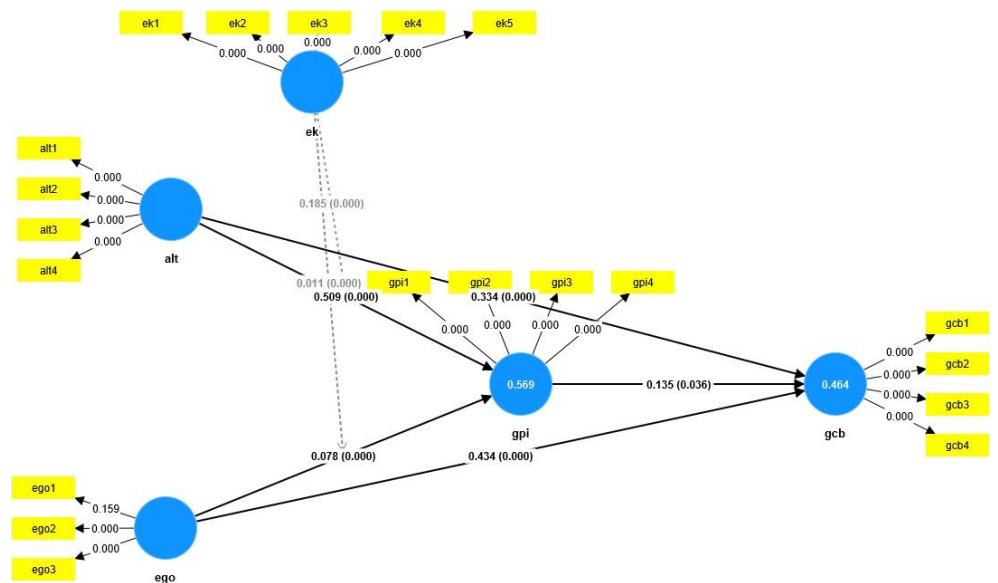 ek1
ek2
ek3
ek4
ek5
0.000
0.000
0.000
0.000
0.000
ek
alt1
alt2
alt3
alt4
0.000
0.000
0.000
0.000
alt
0.185 (0.000)
0.011 (0.000)
0.509 (0.000)
gpi1
gpi2
gpi3
gpi4
0.334 (0.000)
0.000
0.000
0.000
0.000
0.569
gpi
0.135 (0.036)
gcb1
gcb2
gcb3
gcb4
0.000
0.000
0.000
0.000
0.464
gcb
0.078 (0.000)
0.434 (0.000)
ego1
ego2
ego3
0.159
0.000
0.000
ego